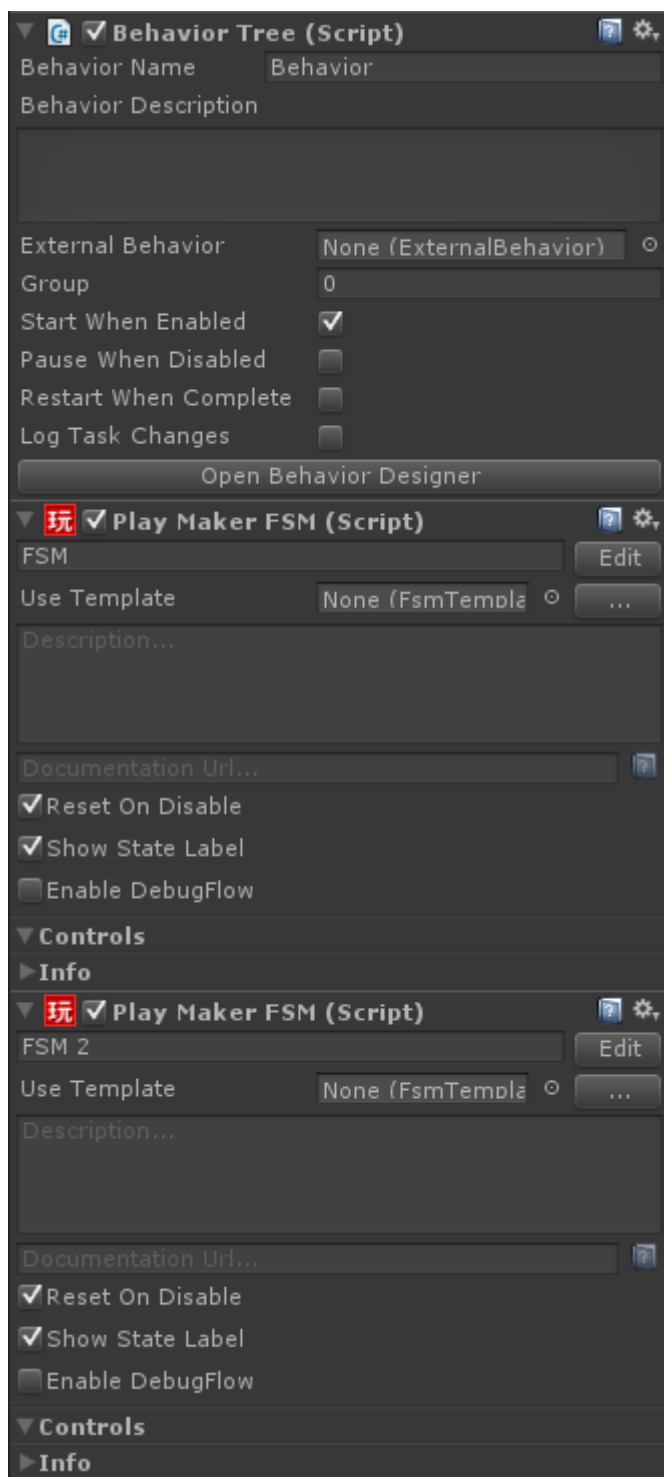 Behavior Tree (Script)
Behavior Name Behavior
Behavior Description
External Behavior None (ExternalBehavior)
Group 0
Start When Enabled
Pause When Disabled
Restart When Complete
Log Task Changes
Open Behavior Designer
玩 Play Maker FSM (Script)
FSM Edit
Use Template None (FsmTempla ...
Description...
Documentation Url...
Reset On Disable
Show State Label
Enable DebugFlow
Controls
Info
玩 Play Maker FSM (Script)
FSM 2 Edit
Use Template None (FsmTempla ...
Description...
Documentation Url...
Reset On Disable
Show State Label
Enable DebugFlow
Controls
Info